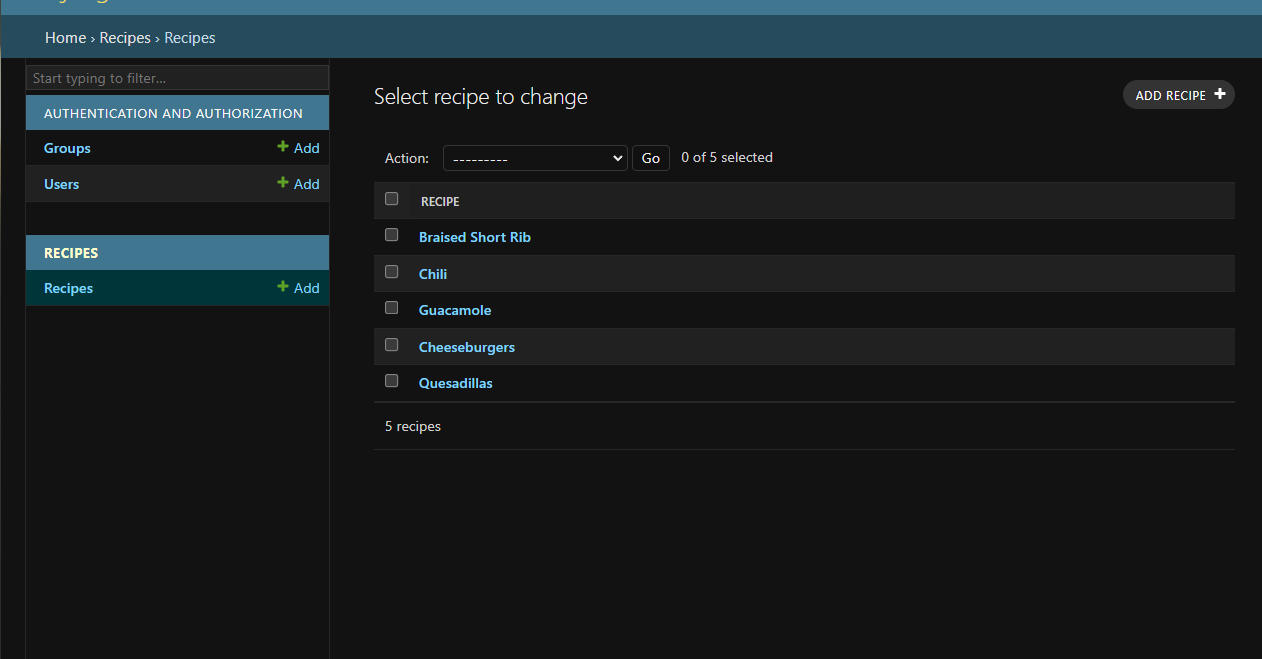 Home › Recipes › Recipes
Start typing to filter...
AUTHENTICATION AND AUTHORIZATION
Groups + Add
Users + Add
RECIPES
Recipes + Add
Select recipe to change
ADD RECIPE +
Action: --------- Go 0 of 5 selected
RECIPE
Braised Short Rib
Chili
Guacamole
Cheeseburgers
Quesadillas
5 recipes